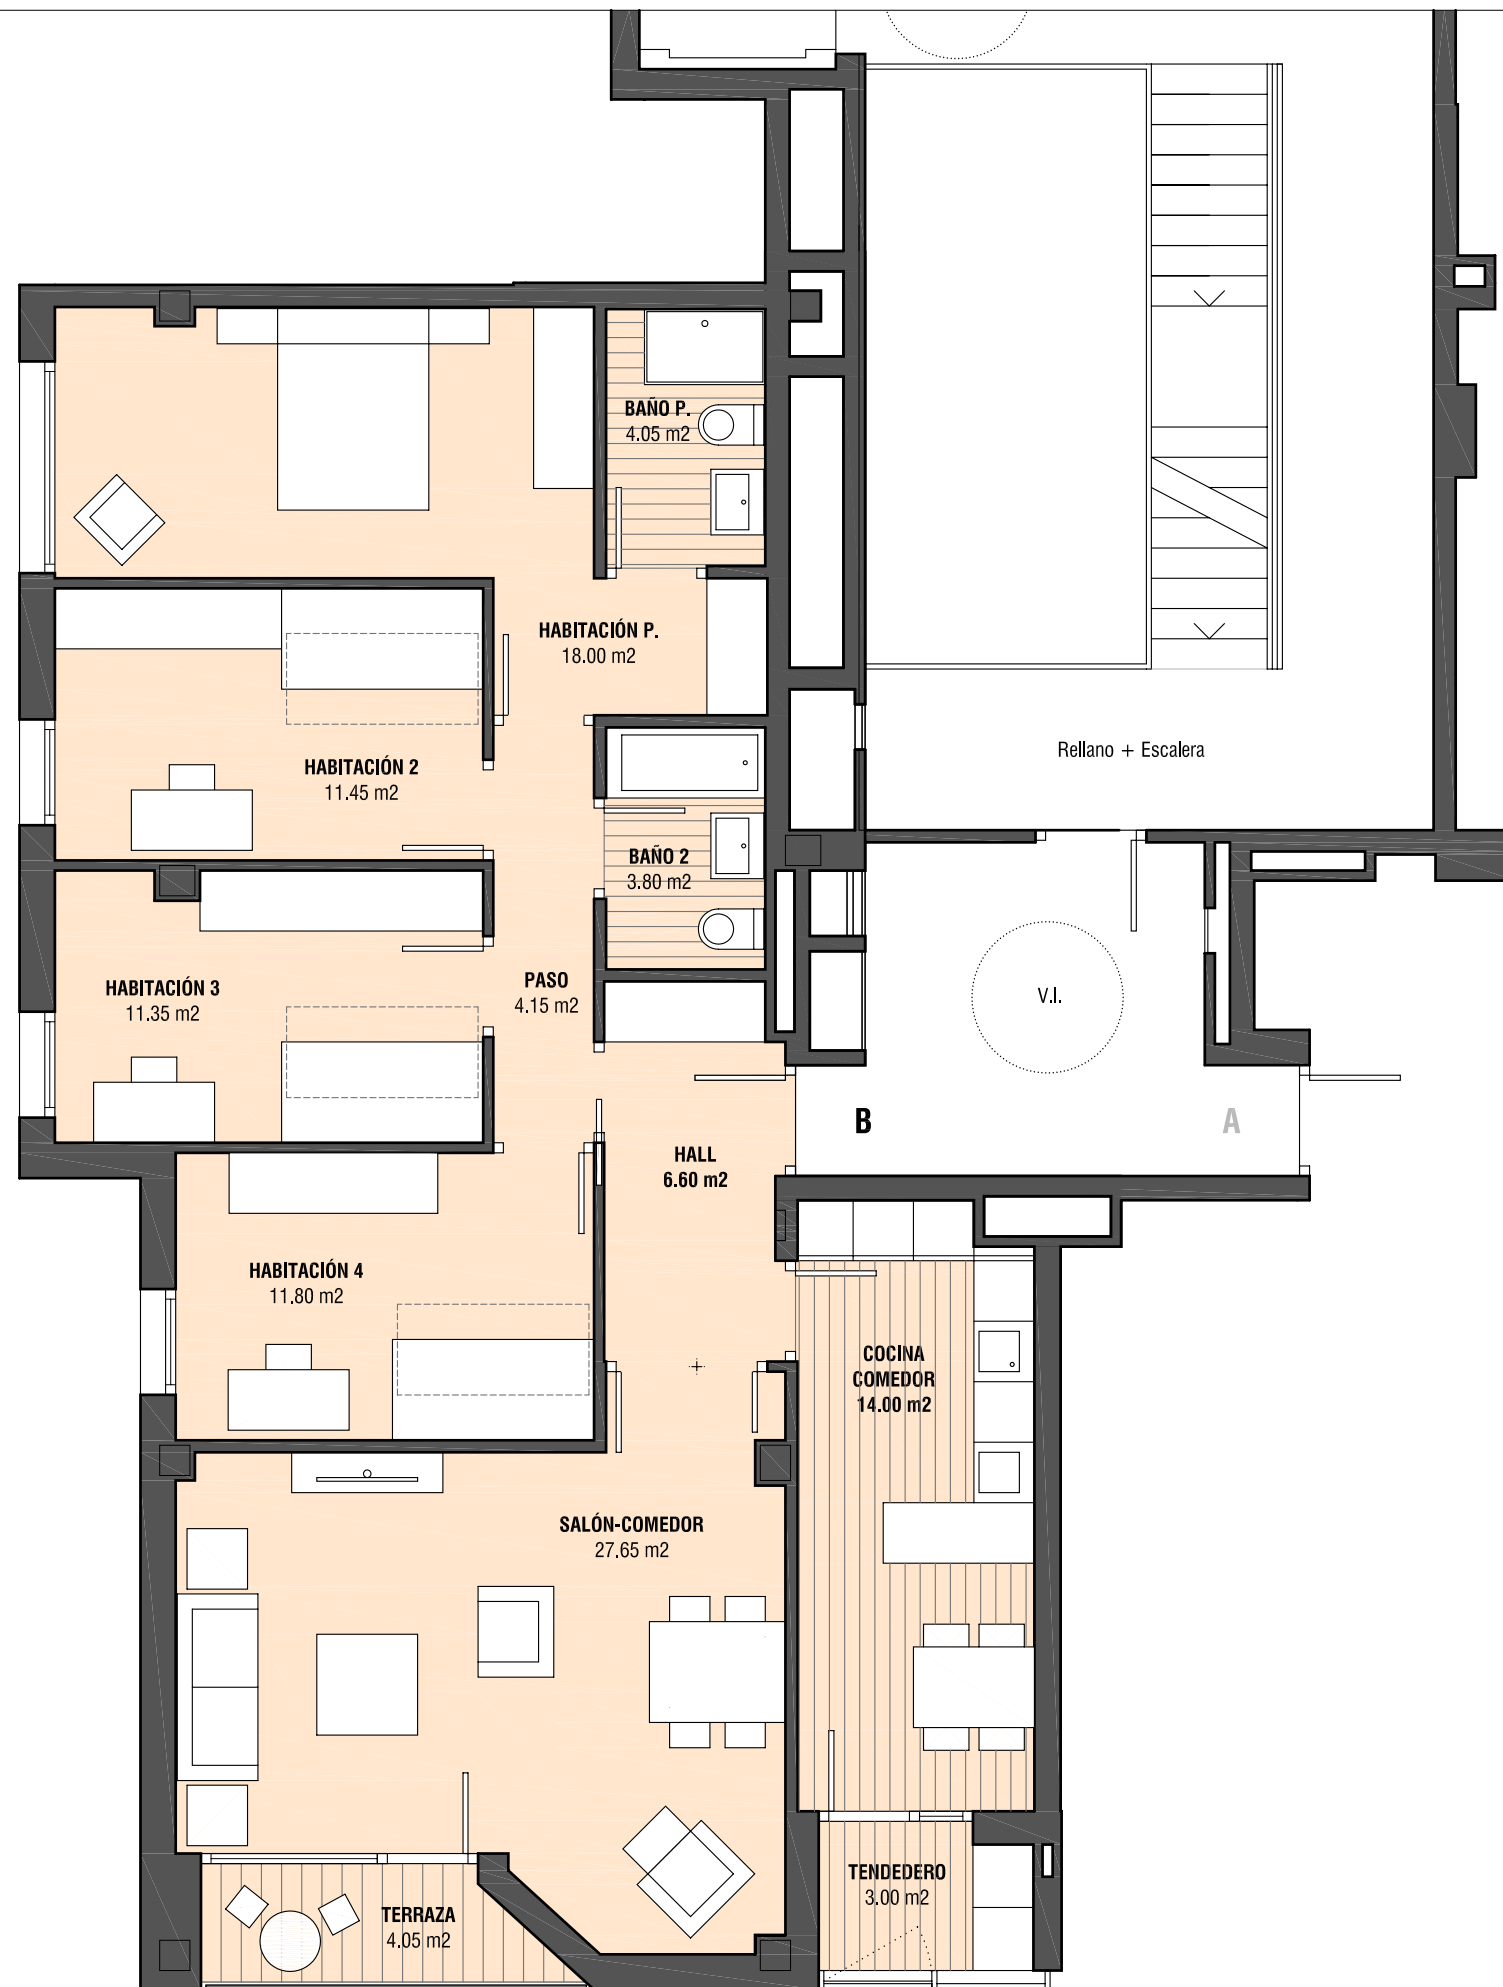 BAÑO P.
4.05 m2
HABITACIÓN P.
18.00 m2
HABITACIÓN 2
11.45 m2
Rellano + Escalera
BAÑO 2
3.80 m2
HABITACIÓN 3
11.35 m2
PASO
4.15 m2
V.I.
B
A
HALL
6.60 m2
HABITACIÓN 4
11.80 m2
COCINA
COMEDOR
14.00 m2
SALÓN-COMEDOR
27.65 m2
TENDEDERO
3.00 m2
TERRAZA
4.05 m2